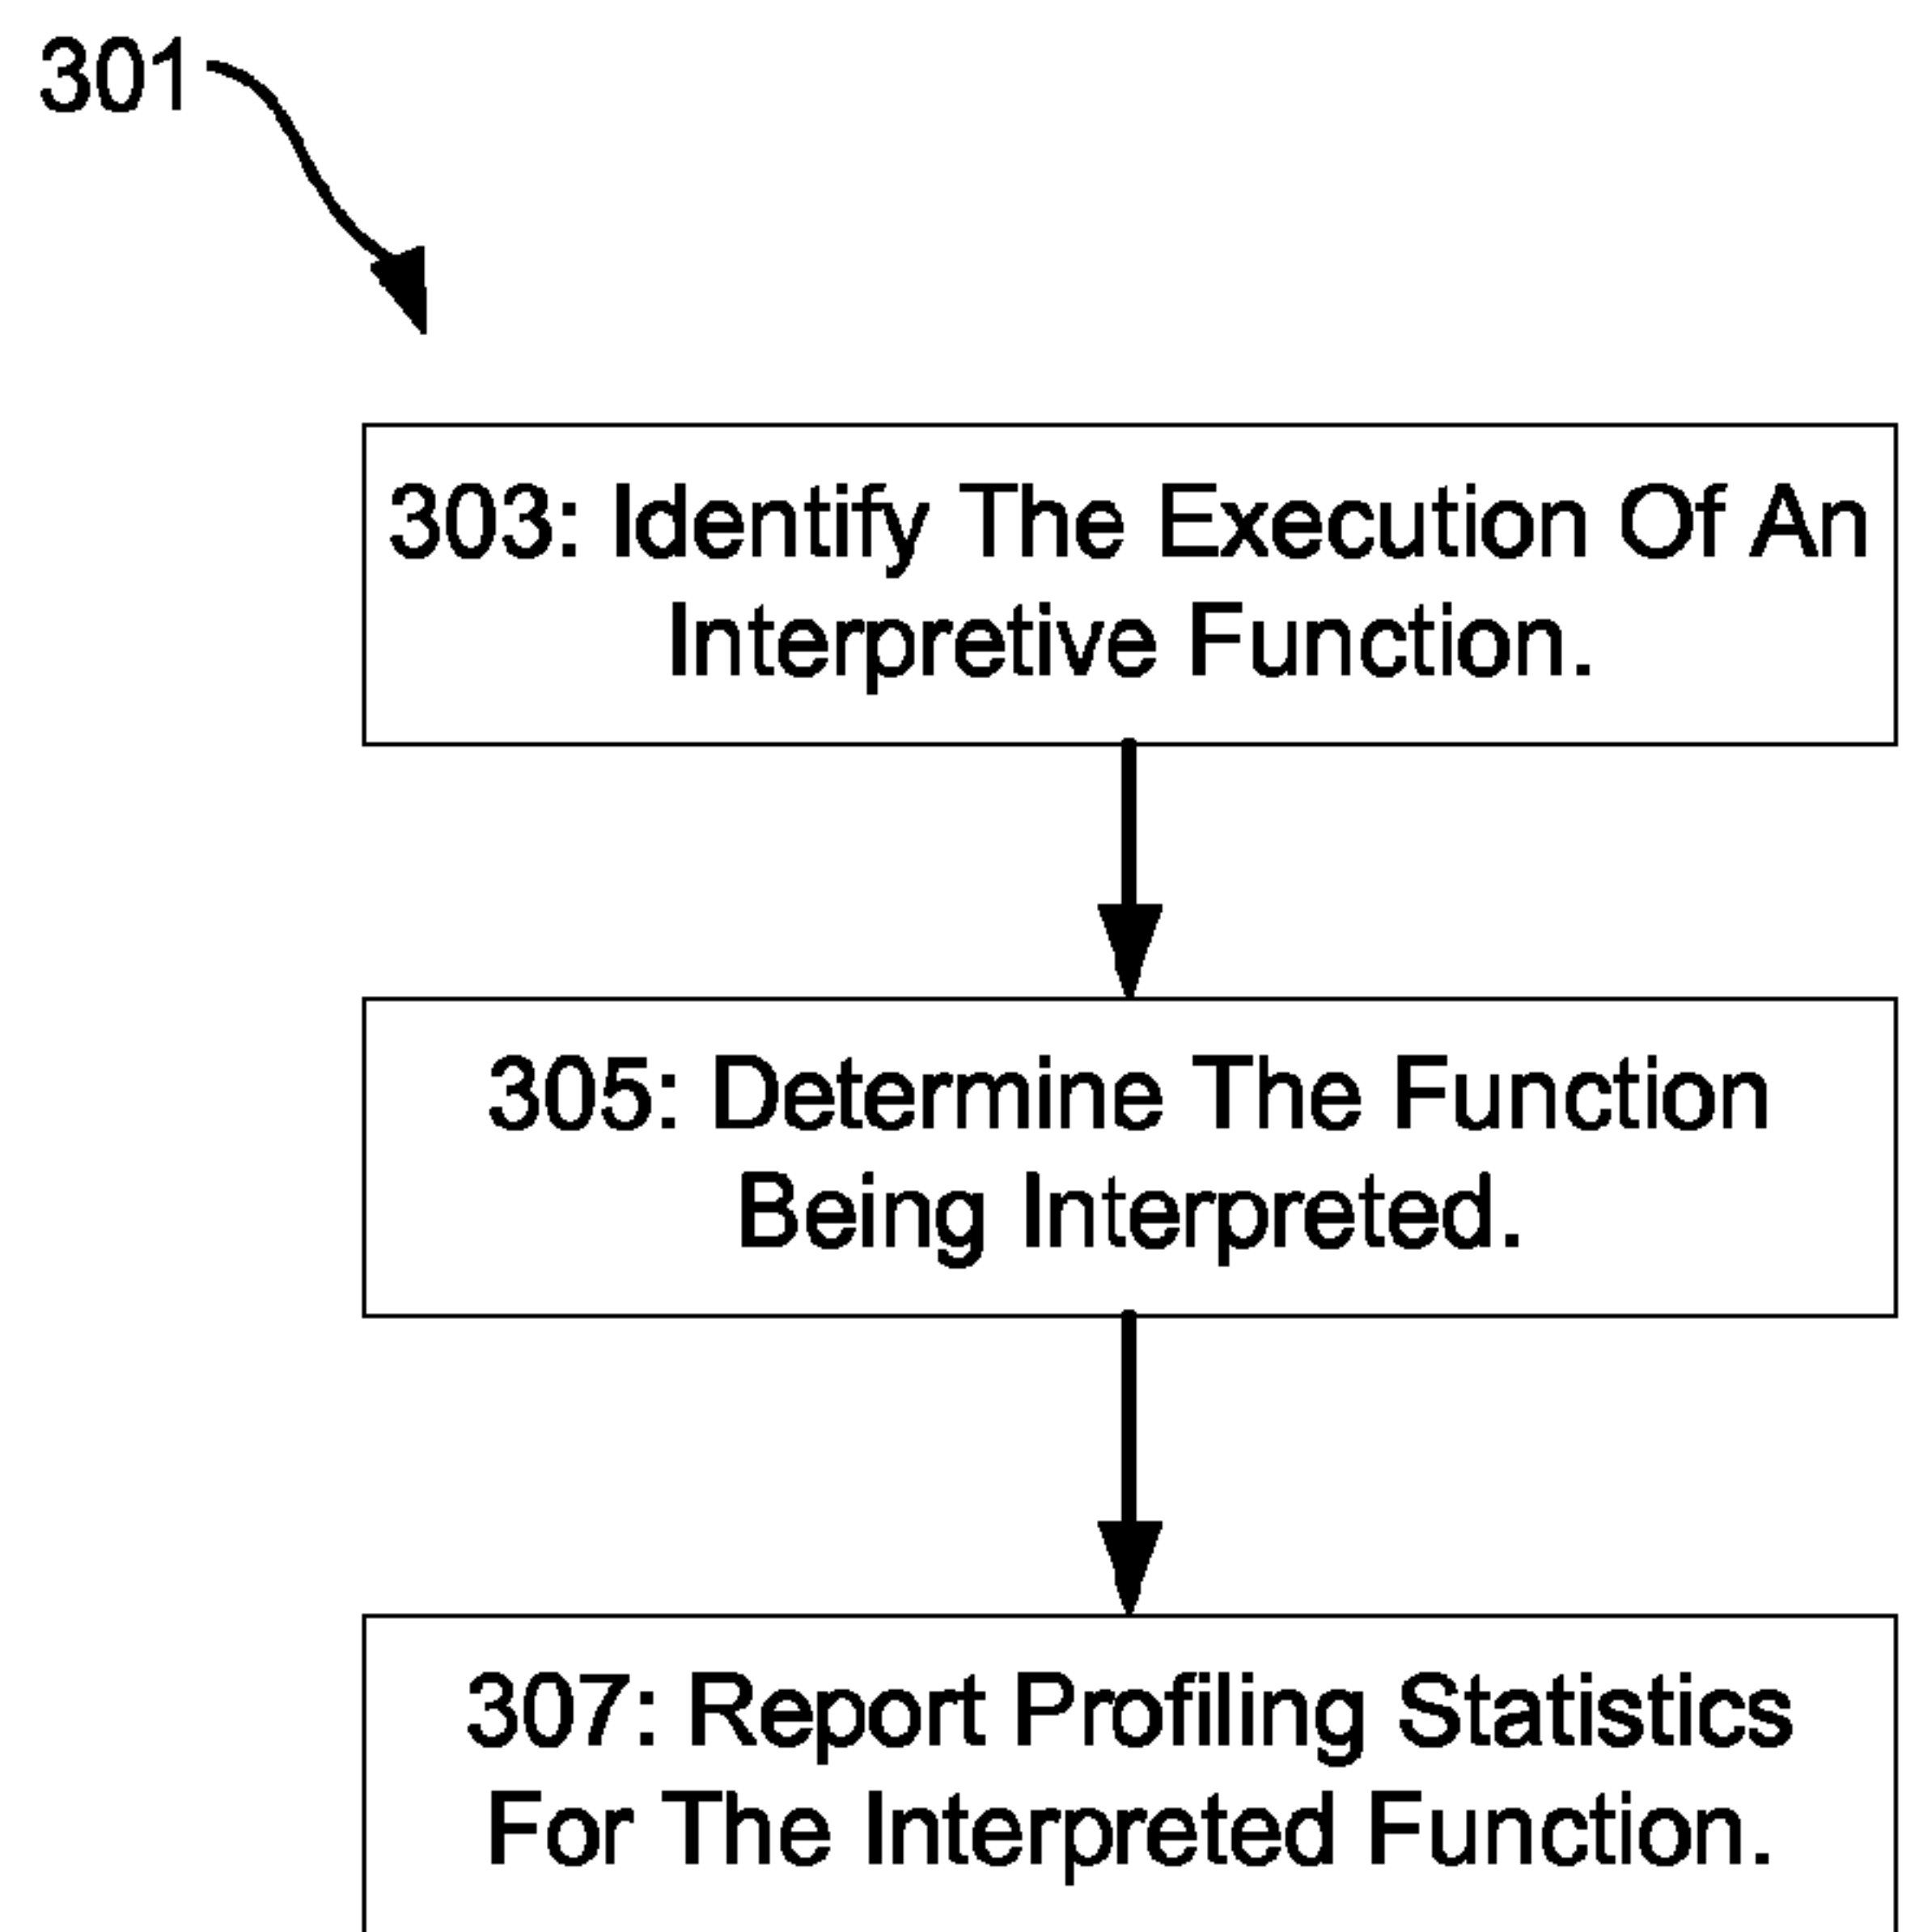 301
303: Identify The Execution Of An
Interpretive Function.
305: Determine The Function
Being Interpreted.
307: Report Profiling Statistics
For The Interpreted Function.